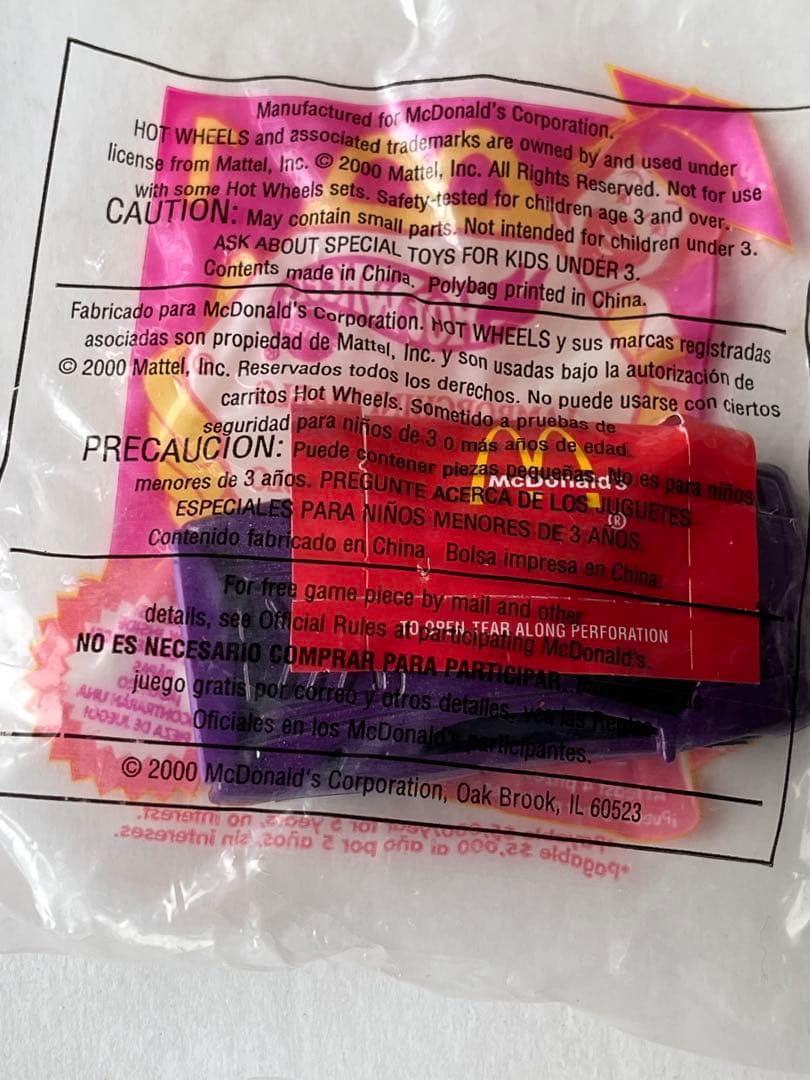 Manufactured for McDonald's Corporation.
HOT WHEELS and associated trademarks are owned by and used under
license from Mattel, Inc. © 2000 Mattel, Inc. All Rights Reserved. Not for use
with some Hot Wheels sets. Safety-tested for children age 3 and over.
CAUTION: May contain small parts. Not intended for children under 3.
ASK ABOUT SPECIAL TOYS FOR KIDS UNDER 3.
Contents made in China. Polybag printed in China.
Fabricado para McDonald's Corporation. HOT WHEELS y sus marcas registradas
asociadas son propiedad de Mattel, Inc. y son usadas bajo la autorización de
© 2000 Mattel, Inc. Reservados todos los derechos. No puede usarse con ciertos
carritos Hot Wheels. Sometido a pruebas de
seguridad para niños de 3 o más años de edad.
PRECAUCION: Puede contener piezas pequeñas. No es para niños
menores de 3 años. PREGUNTE ACERCA DE LOS JUGUETES
ESPECIALES PARA NIÑOS MENORES DE 3 AÑOS.
Contenido fabricado en China. Bolsa impresa en China.
McDonald's
®
TO OPEN, TEAR ALONG PERFORATION
For free game piece by mail and other
details, see Official Rules at participating McDonald's.
NO ES NECESARIO COMPRAR PARA PARTICIPAR.
juego gratis por correo y otros detalles, vea las Reglas
Oficiales en los McDonald's participantes.
© 2000 McDonald's Corporation, Oak Brook, IL 60523
*Pagable $5,000 al año por 5 años, sin intereses.